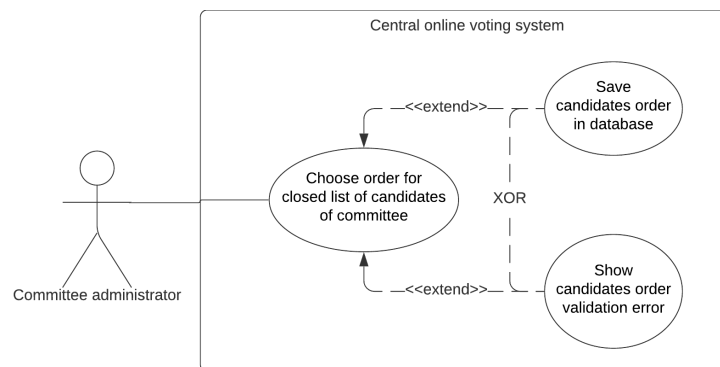 Central online voting system
Save
candidates order
in database
<<extend>>
Choose order for
closed list of candidates
of committee
XOR
Committee administrator
<<extend>>
Show
candidates order
validation error